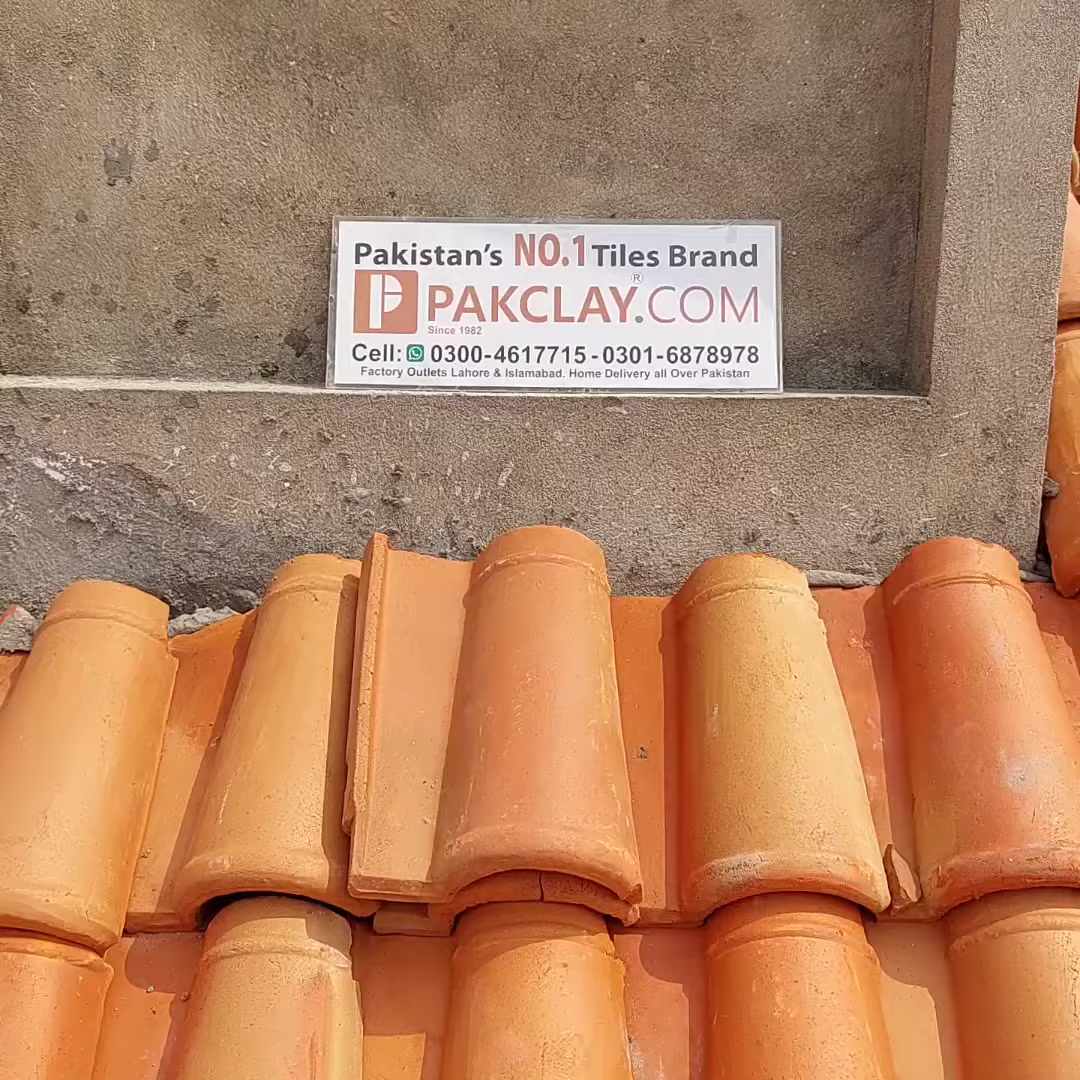 Pakistan's NO.1 Tiles Brand
PAKCLAY®.COM
Since 1982
Cell: 0300-4617715-0301-6878978
Factory Outlets Lahore & Islamabad. Home Delivery all Over Pakistan